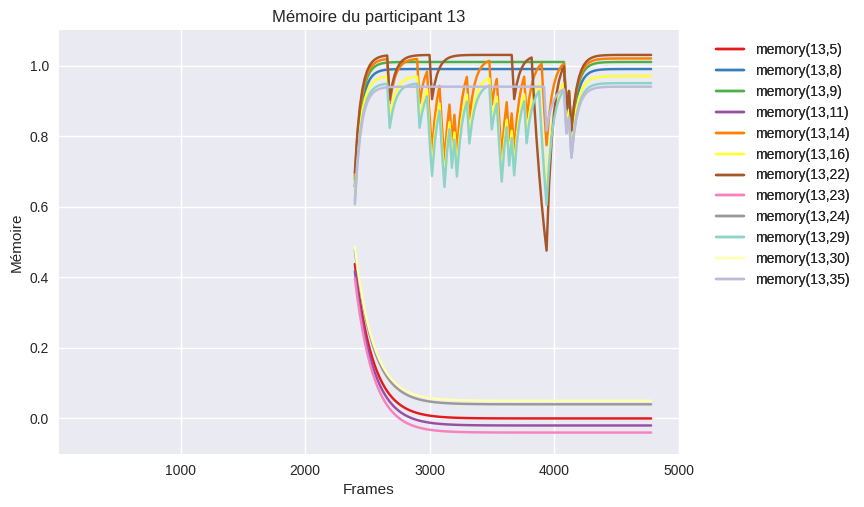 Mémoire du participant 13
Mémoire
1.0
0.8
0.6
0.4
0.2
0.0
1000
2000
3000
4000
5000
Frames
memory(13,5)
memory(13,8)
memory(13,9)
memory(13,11)
memory(13,14)
memory(13,16)
memory(13,22)
memory(13,23)
memory(13,24)
memory(13,29)
memory(13,30)
memory(13,35)